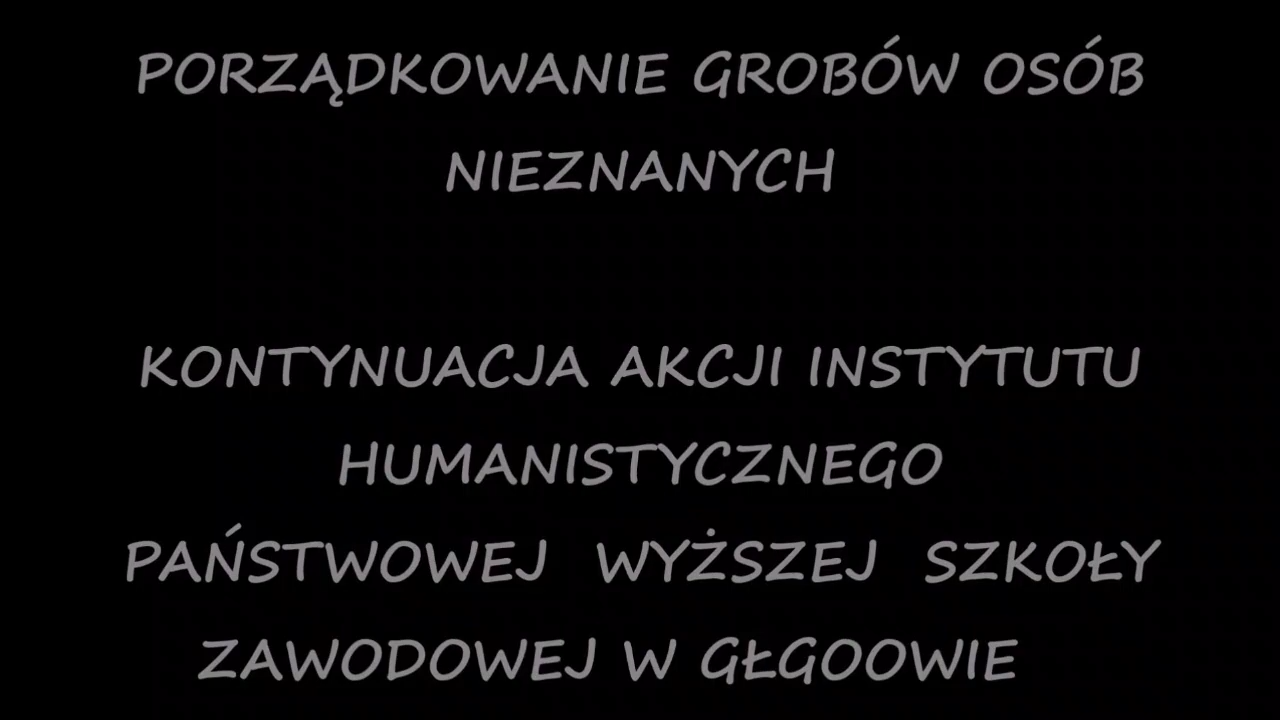 PORZĄDKOWANIE GROBÓW OSÓB
NIEZNANYCH
KONTYNUACJA AKCJI INSTYTUTU
HUMANISTYCZNEGO
PAŃSTWOWEJ WYŻSZEJ SZKOŁY
ZAWODOWEJ W GŁGOOWIE